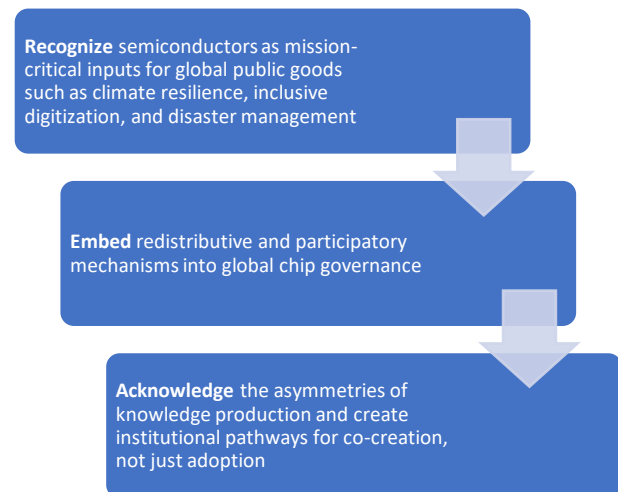 Recognize semiconductors as mission-
critical inputs for global public goods
such as climate resilience, inclusive
digitization, and disaster management
Embed redistributive and participatory
mechanisms into global chip governance
Acknowledge the asymmetries of
knowledge production and create
institutional pathways for co-creation,
not just adoption